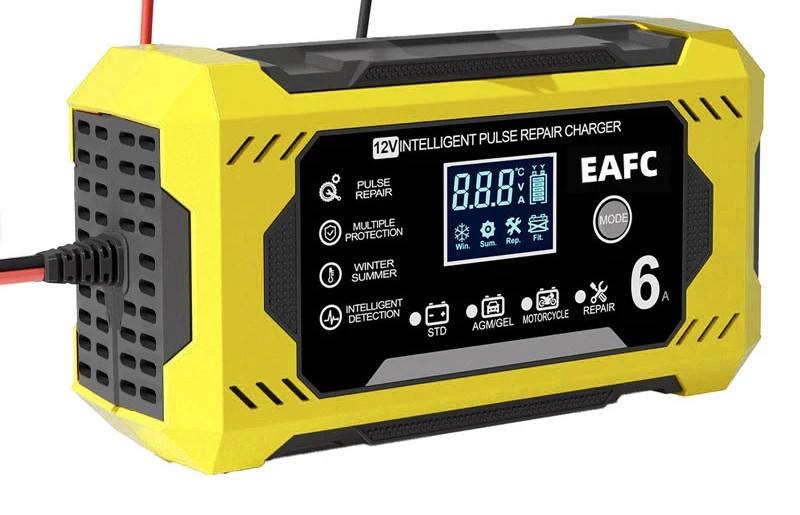 12V INTELLIGENT PULSE REPAIR CHARGER
EAFC
PULSE
REPAIR
MULTIPLE
PROTECTION
WINTER
SUMMER
INTELLIGENT
DETECTION
8.8.8 °C
V
A
Win. Sum. Rep. Fit.
MODE
STD
AGM/GEL
MOTORCYCLE
REPAIR
6A